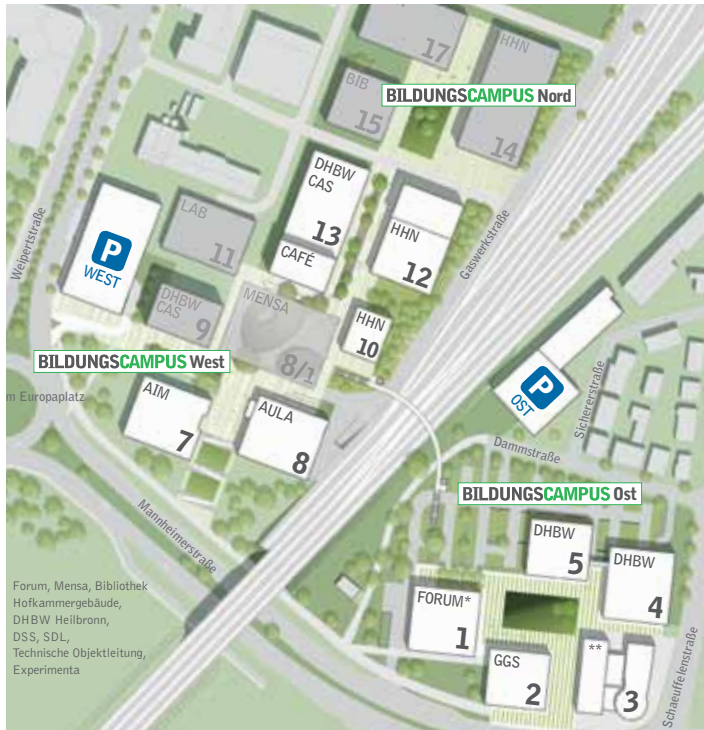 17
HHN
BIB
15
BILDUNGSCAMPUS Nord
14
DHBW
CAS
13
CAFÉ
LAB
11
HHN
12
Gaswerkstraße
Weipertstraße
P
WEST
DHBW
CAS
9
MENSA
8/1
HHN
10
BILDUNGSCAMPUS West
m Europaplatz
AIM
7
AULA
8
P
OST
Sichererstraße
Dammstraße
BILDUNGSCAMPUS Ost
Mannheimerstraße
DHBW
5
DHBW
4
FORUM*
1
GGS
2
**
3
Schaeuffelenstraße
Forum, Mensa, Bibliothek
Hofkammergebäude,
DHBW Heilbronn,
DSS, SDL,
Technische Objektleitung,
Experimenta